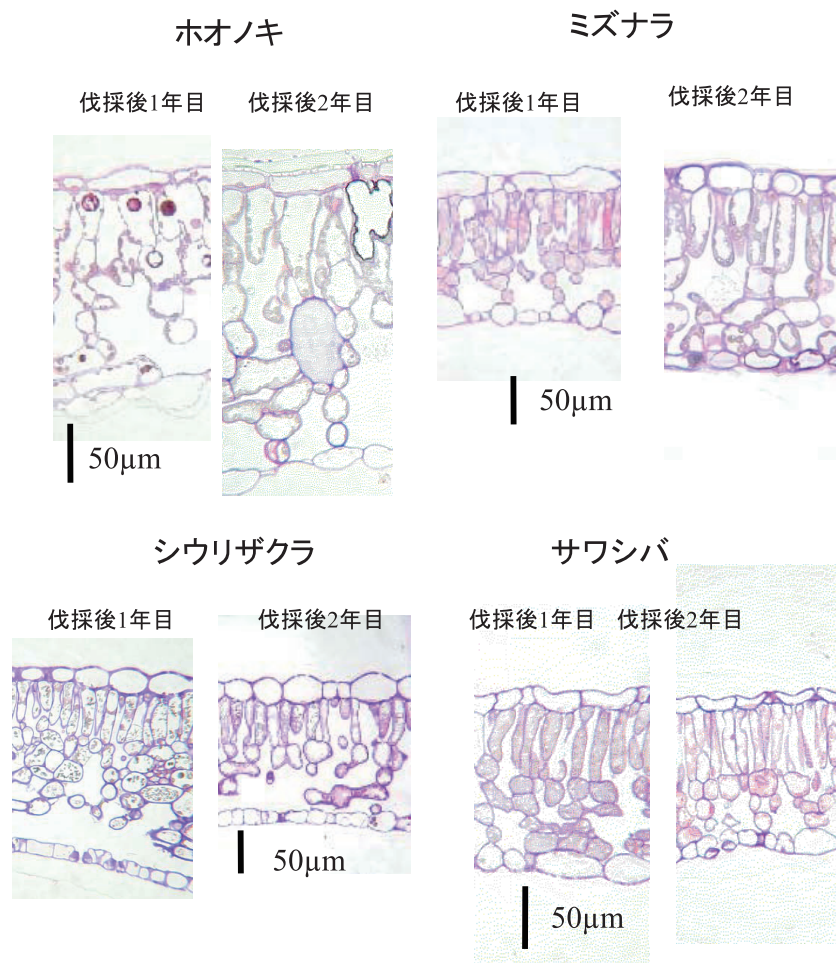 ホオノキ
伐採後1年目
伐採後2年目
50µm
ミズナラ
伐採後1年目
伐採後2年目
50µm
シウリザクラ
伐採後1年目
伐採後2年目
50µm
サワシバ
伐採後1年目
伐採後2年目
50µm